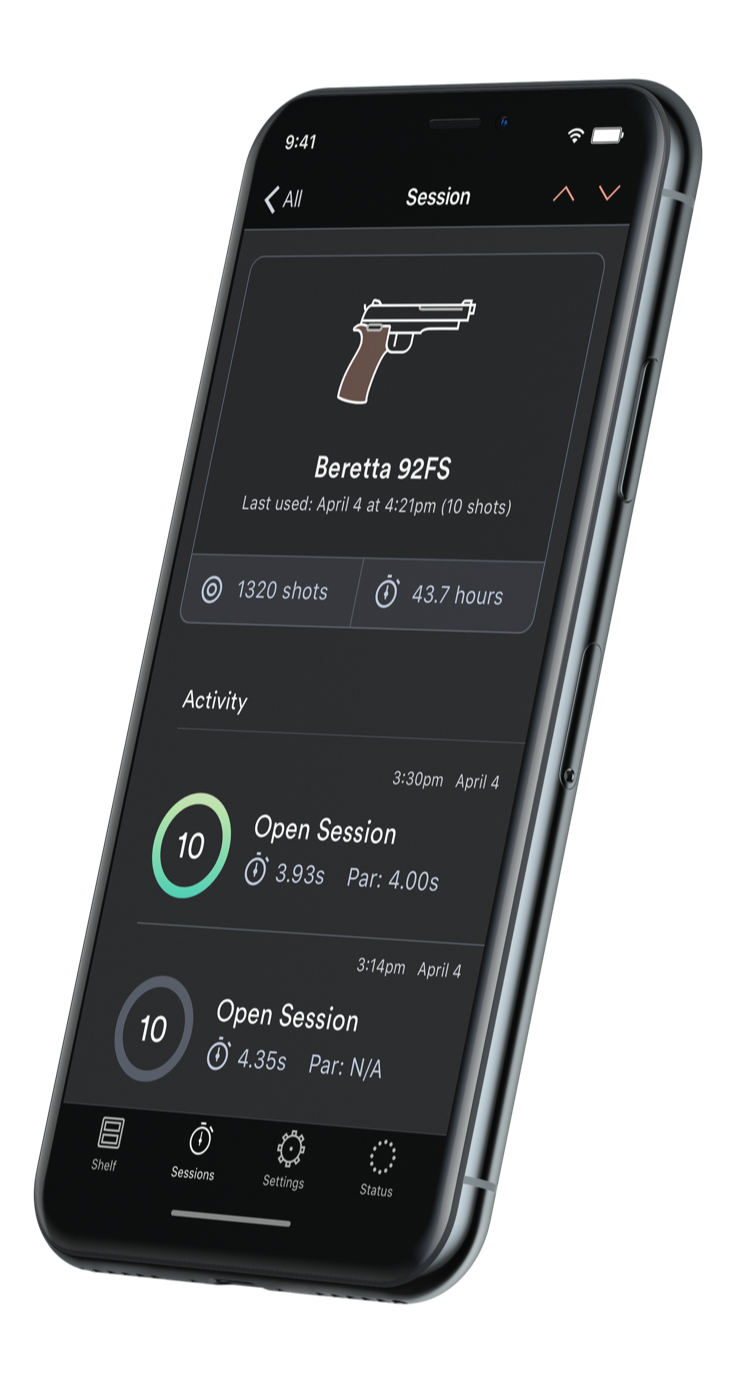 9:41
All Session
Beretta 92FS
Last used: April 4 at 4:21pm (10 shots)
1320 shots 43.7 hours
Activity
3:30pm April 4
10
Open Session
3.93s Par: 4.00s
3:14pm April 4
10
Open Session
4.35s Par: N/A
Shelf Sessions Settings Status